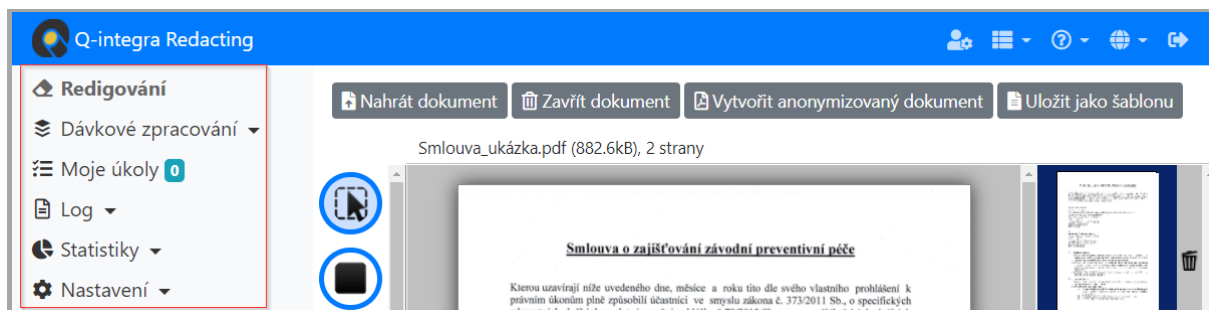 Q-integra Redacting
Redigování
Dávkové zpracování
Moje úkoly 0
Log
Statistiky
Nastavení
Nahrát dokument Zavřít dokument Vytvořit anonymizovaný dokument Uložit jako šablonu
Smlouva_ukázka.pdf (882.6kB), 2 strany
Smlouva o zajišťování závodní preventivní péče
Kterou uzavírají níže uvedeného dne, měsíce a roku tito dle svého vlastního prohlášení k
právním úkonům plně způsobilí účastníci ve smyslu zákona č. 373/2011 Sb., o specifických